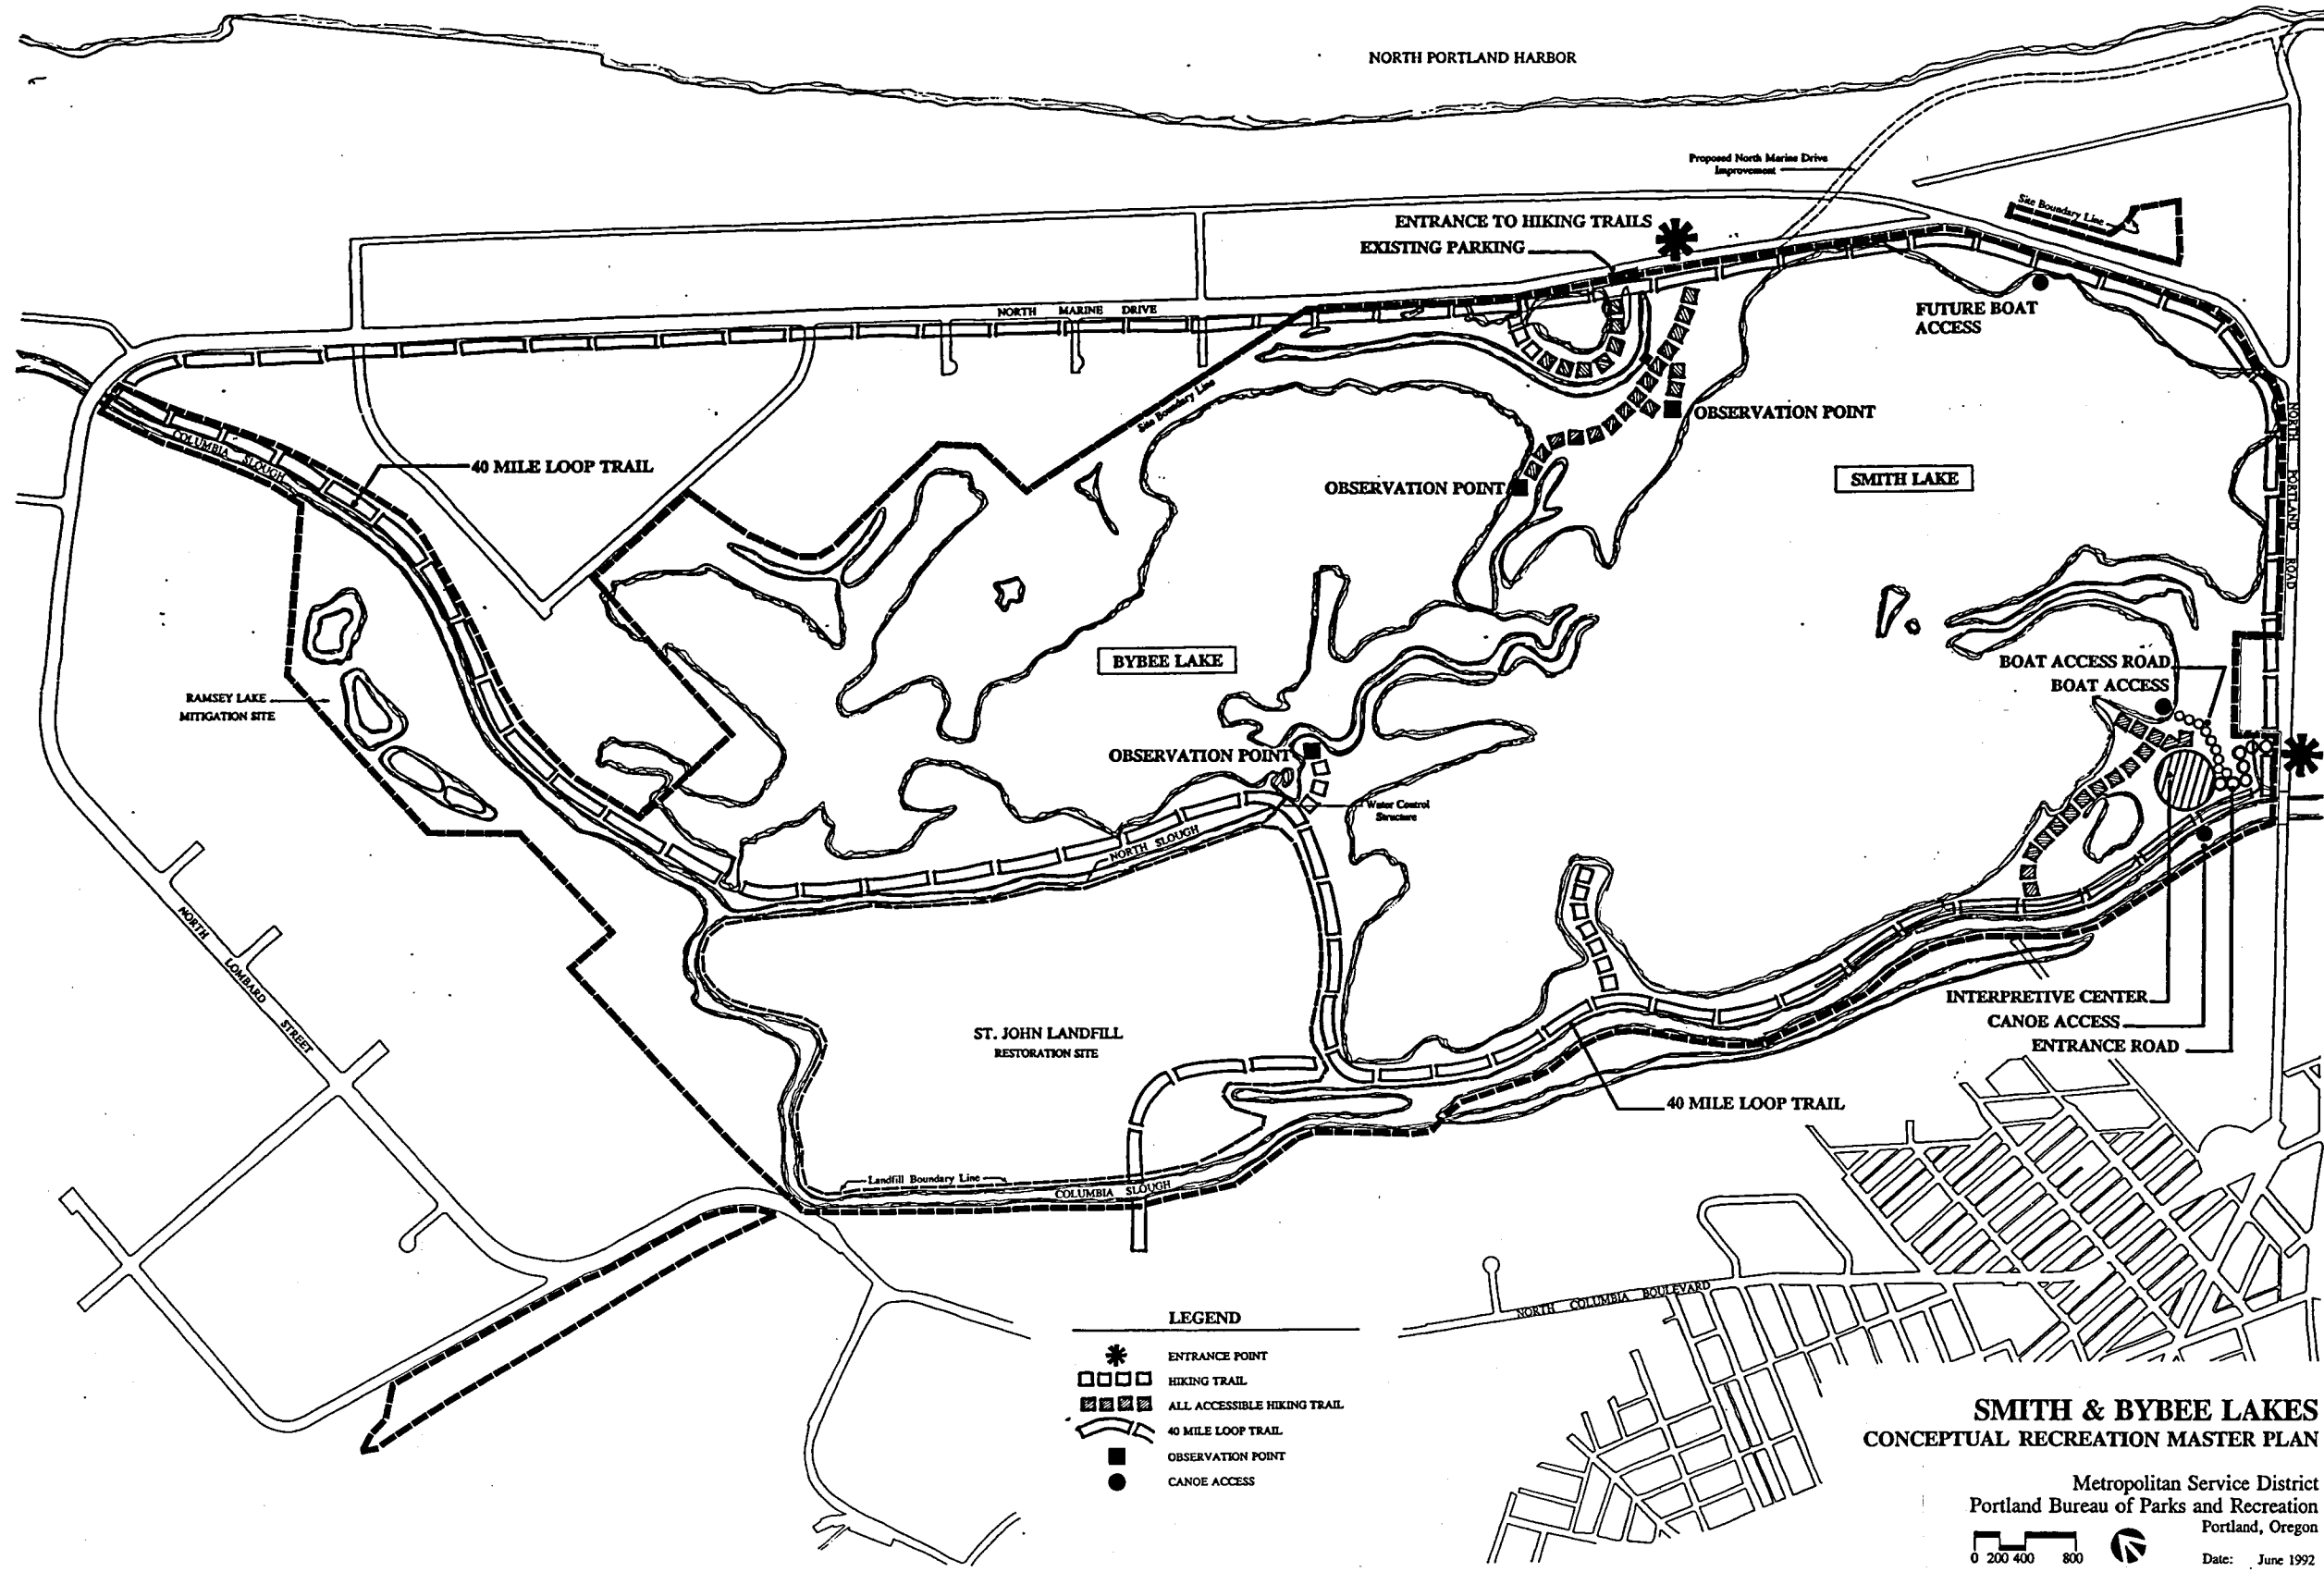 NORTH PORTLAND HARBOR
Proposed North Marine Drive
Improvement
Site Boundary Line
ENTRANCE TO HIKING TRAILS
EXISTING PARKING
FUTURE BOAT
ACCESS
NORTH MARINE DRIVE
Site Boundary Line
OBSERVATION POINT
NORTH PORTLAND ROAD
COLUMBIA SLOUGH
40 MILE LOOP TRAIL
OBSERVATION POINT
SMITH LAKE
BYBEE LAKE
BOAT ACCESS ROAD
BOAT ACCESS
RAMSEY LAKE
MITIGATION SITE
OBSERVATION POINT
Water Control
Structure
NORTH SLOUGH
NORTH LOMBARD STREET
INTERPRETIVE CENTER
CANOE ACCESS
ENTRANCE ROAD
ST. JOHN LANDFILL
RESTORATION SITE
40 MILE LOOP TRAIL
Landfill Boundary Line
COLUMBIA SLOUGH
NORTH COLUMBIA BOULEVARD
LEGEND
ENTRANCE POINT
HIKING TRAIL
ALL ACCESSIBLE HIKING TRAIL
40 MILE LOOP TRAIL
OBSERVATION POINT
CANOE ACCESS
SMITH & BYBEE LAKES
CONCEPTUAL RECREATION MASTER PLAN
Metropolitan Service District
Portland Bureau of Parks and Recreation
Portland, Oregon
0 200 400 800
Date: June 1992